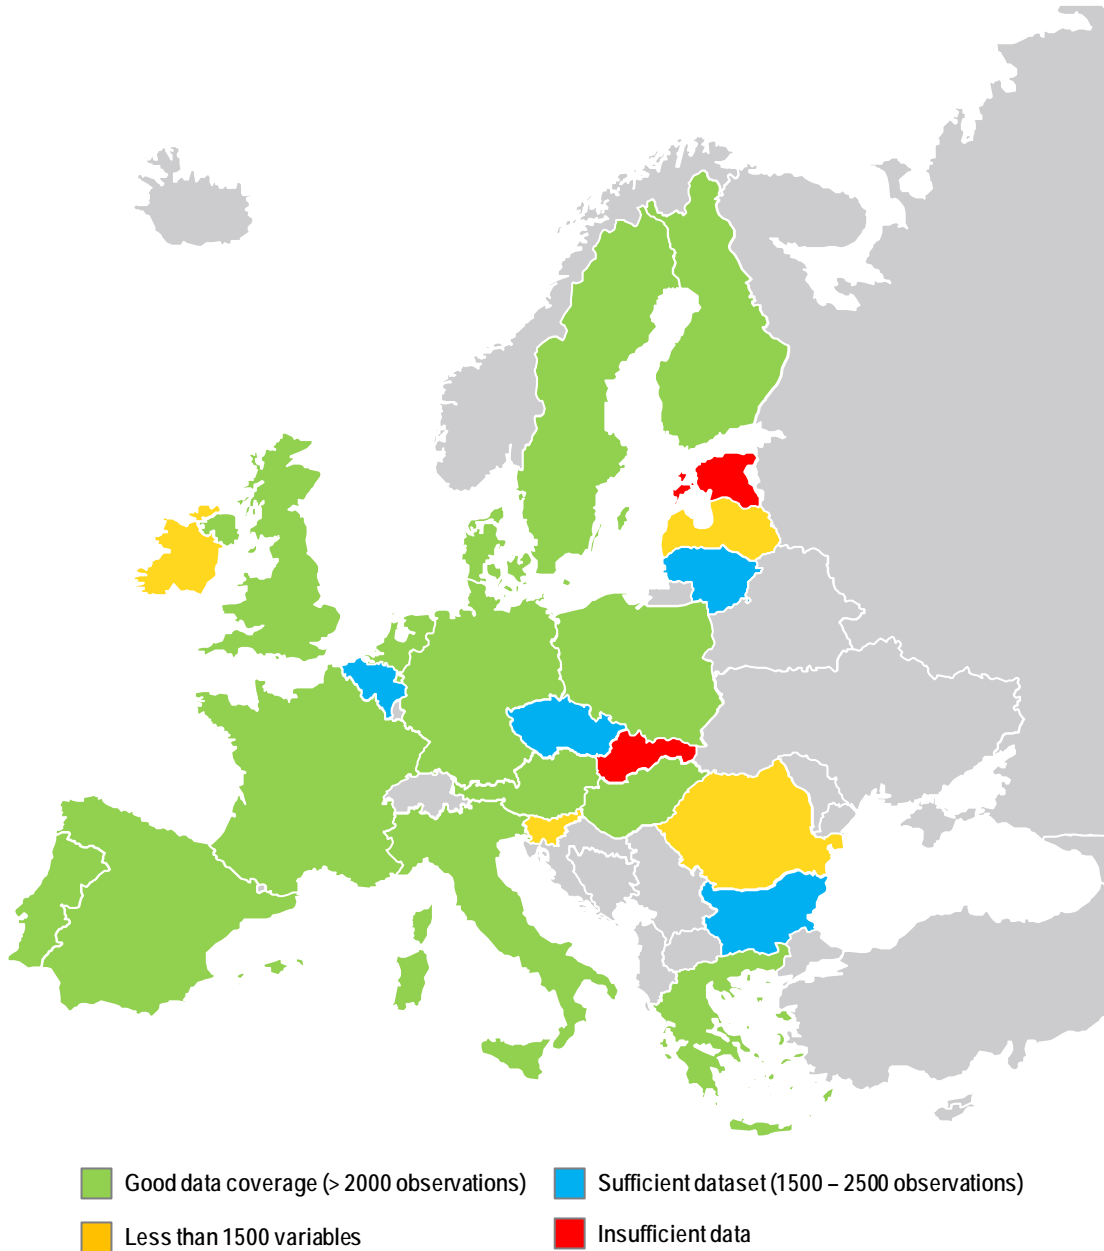 Good data coverage (> 2000 observations)
Sufficient dataset (1500 – 2500 observations)
Less than 1500 variables
Insufficient data